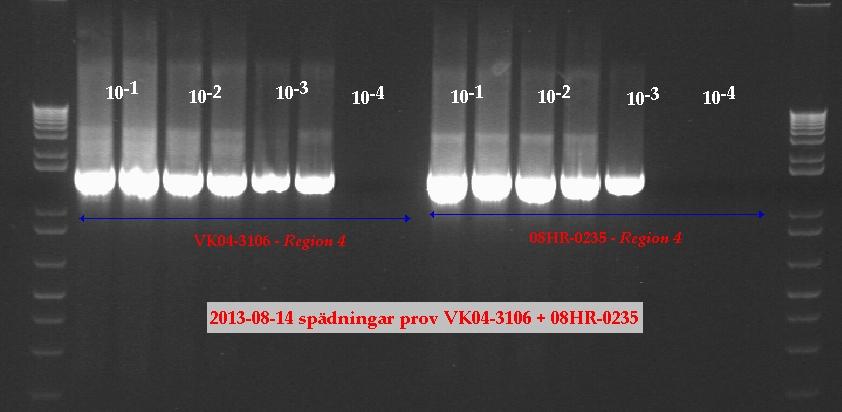 10-1 10-2 10-3 10-4 10-1 10-2 10-3 10-4
VK04-3106 - Region 4 08HR-0235 - Region 4
2013-08-14 spädningar prov VK04-3106 + 08HR-0235